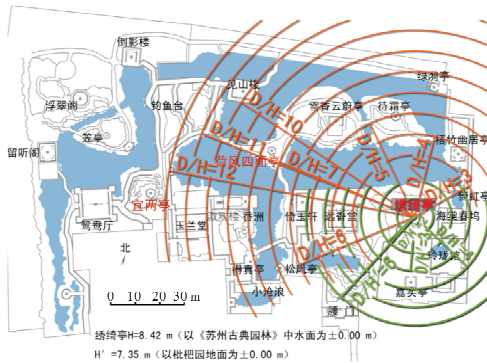 倒影楼
见山楼
绿漪亭
浮翠阁
钓鱼台
雪香云蔚亭
待霜亭
D/H=10
笠亭
D/H=4
梧竹幽居亭
留听阁
D/H=11
荷风四面亭
D/H=7
D/H=5
D/H=3
D/H=12
绣绮亭
倚虹亭
宜两亭
鸳鸯厅
玉兰堂
香洲
倚玉轩
远香堂
海棠春坞
D/H=8
D/H=6
玲珑馆
北
得真亭
松风亭
小沧浪
腰门
嘉实亭
0 10 20 30 m
绣绮亭H=8.42 m（以《苏州古典园林》中水面为±0.00 m）
H′=7.35 m（以枇杷园地面为±0.00 m）